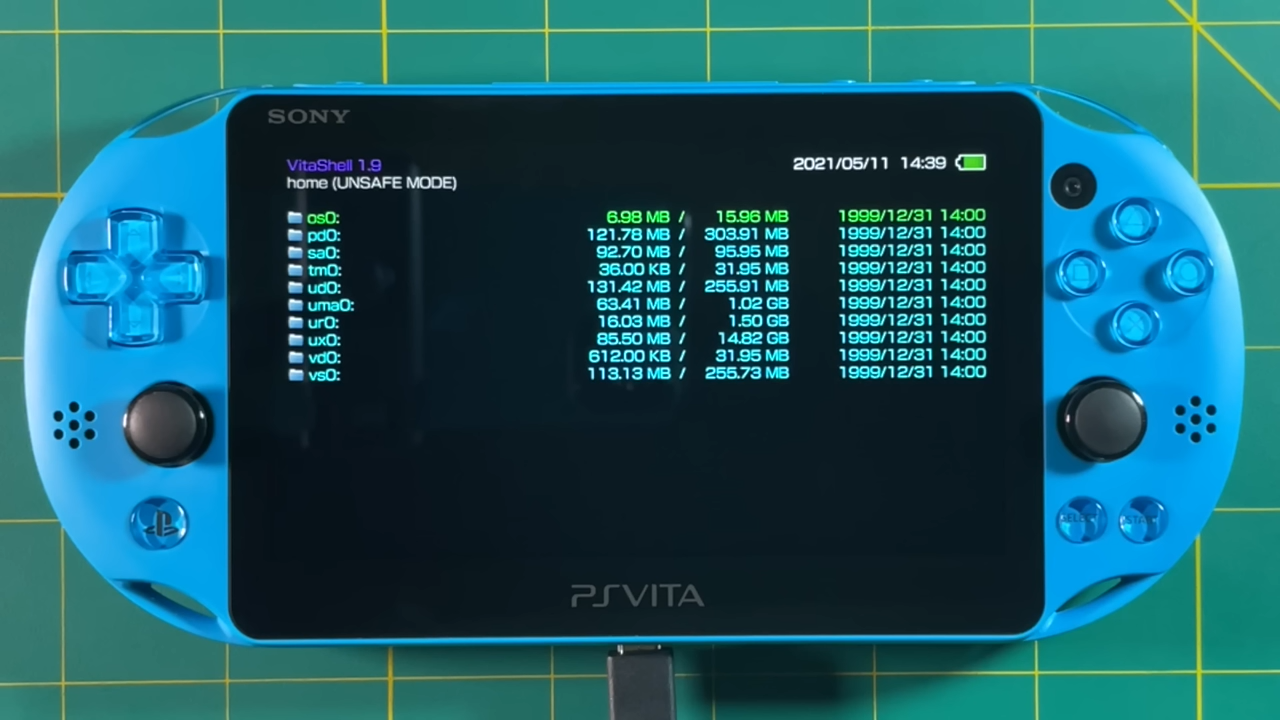 SONY
VitaShell 1.9
2021/05/11 14:39
home (UNSAFE MODE)
os0: 6.98 MB / 15.96 MB 1999/12/31 14:00
pd0: 121.78 MB / 303.91 MB 1999/12/31 14:00
sa0: 92.70 MB / 95.95 MB 1999/12/31 14:00
tm0: 36.00 KB / 31.95 MB 1999/12/31 14:00
ud0: 131.42 MB / 255.91 MB 1999/12/31 14:00
uma0: 63.41 MB / 1.02 GB 1999/12/31 14:00
ur0: 16.03 MB / 1.50 GB 1999/12/31 14:00
ux0: 85.50 MB / 14.82 GB 1999/12/31 14:00
vd0: 612.00 KB / 31.95 MB 1999/12/31 14:00
vs0: 113.13 MB / 255.73 MB 1999/12/31 14:00
SELECT
START
PSVITA